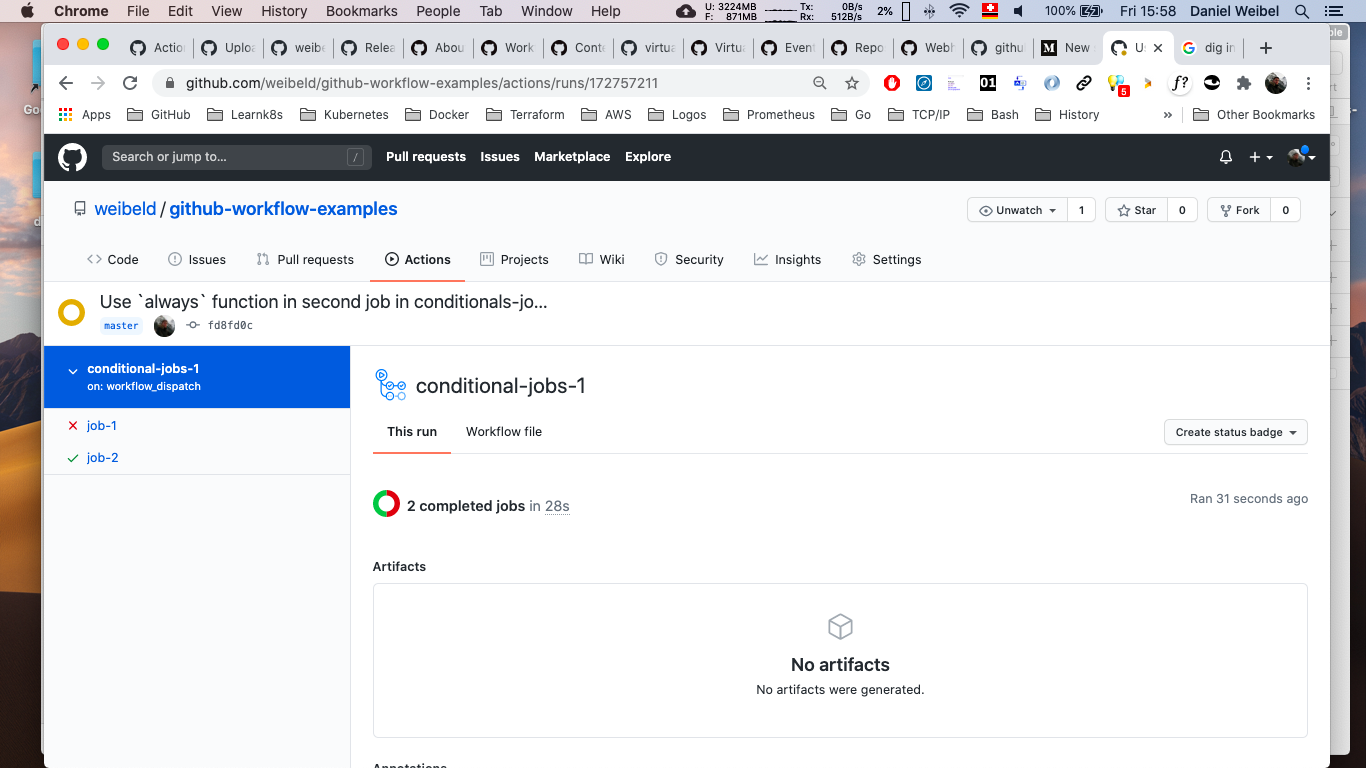 Chrome File Edit View History Bookmarks People Tab Window Help U: 3224MB F: 871MB Tx: 0B/s Rx: 512B/s 2% 100% Fri 15:58 Daniel Weibel
Actio Uploa weibe Relea Abou Work Conte virtua Virtua Event Repo Webh githu New Us dig in
github.com/weibeld/github-workflow-examples/actions/runs/172757211
01 5 ƒ?
Apps GitHub Learnk8s Kubernetes Docker Terraform AWS Logos Prometheus Go TCP/IP Bash History » Other Bookmarks
Search or jump to... / Pull requests Issues Marketplace Explore
weibeld / github-workflow-examples Unwatch 1 Star 0 Fork 0
Code Issues Pull requests Actions Projects Wiki Security Insights Settings
Use `always` function in second job in conditionals-jo...
master fd8fd0c
conditional-jobs-1
on: workflow_dispatch
job-1
job-2
conditional-jobs-1
This run Workflow file Create status badge
2 completed jobs in 28s Ran 31 seconds ago
Artifacts
No artifacts
No artifacts were generated.
Annotations